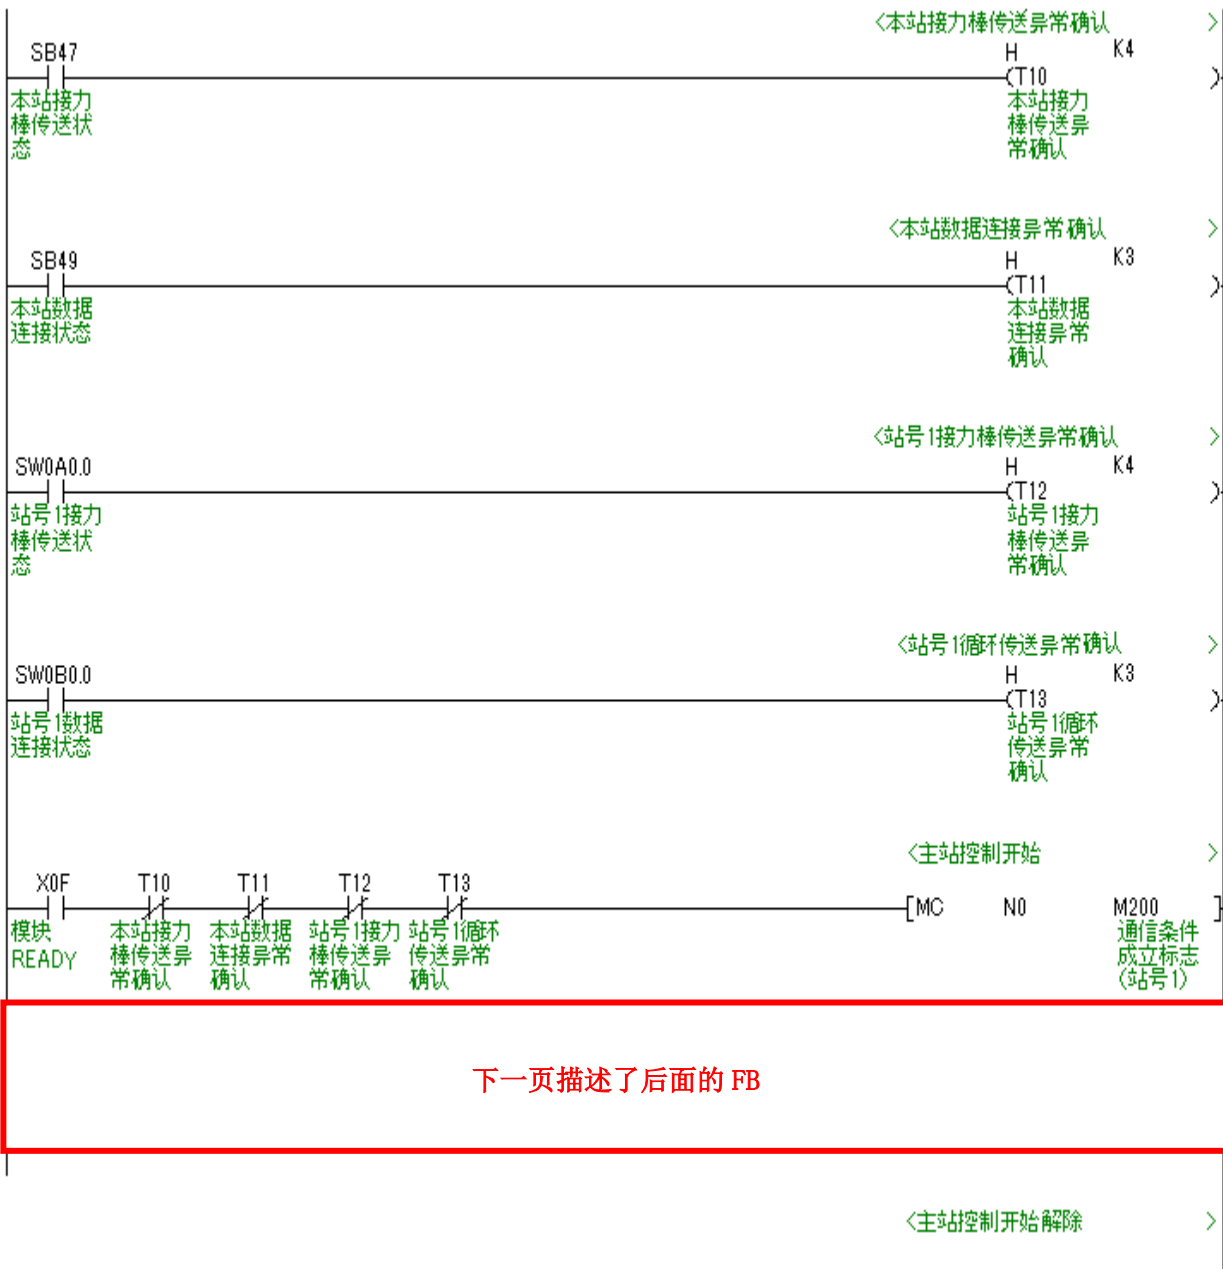 <本站接力棒传送异常确认 >
SB47
H K4
(T10 )
本站接力
棒传送状
态
本站接力
棒传送异
常确认
<本站数据连接异常确认 >
SB49
H K3
(T11 )
本站数据
连接状态
本站数据
连接异常
确认
<站号1接力棒传送异常确认 >
SW0A0.0
H K4
(T12 )
站号1接力
棒传送状
态
站号1接力
棒传送异
常确认
<站号1循环传送异常确认 >
SW0B0.0
H K3
(T13 )
站号1数据
连接状态
站号1循环
传送异常
确认
<主站控制开始 >
X0F T10 T11 T12 T13
[MC N0 M200 ]
模块
READY
本站接力
棒传送异
常确认
本站数据
连接异常
确认
站号1接力
棒传送异
常确认
站号1循环
传送异常
确认
通信条件
成立标志
(站号1)
下一页描述了后面的 FB
<主站控制开始解除 >